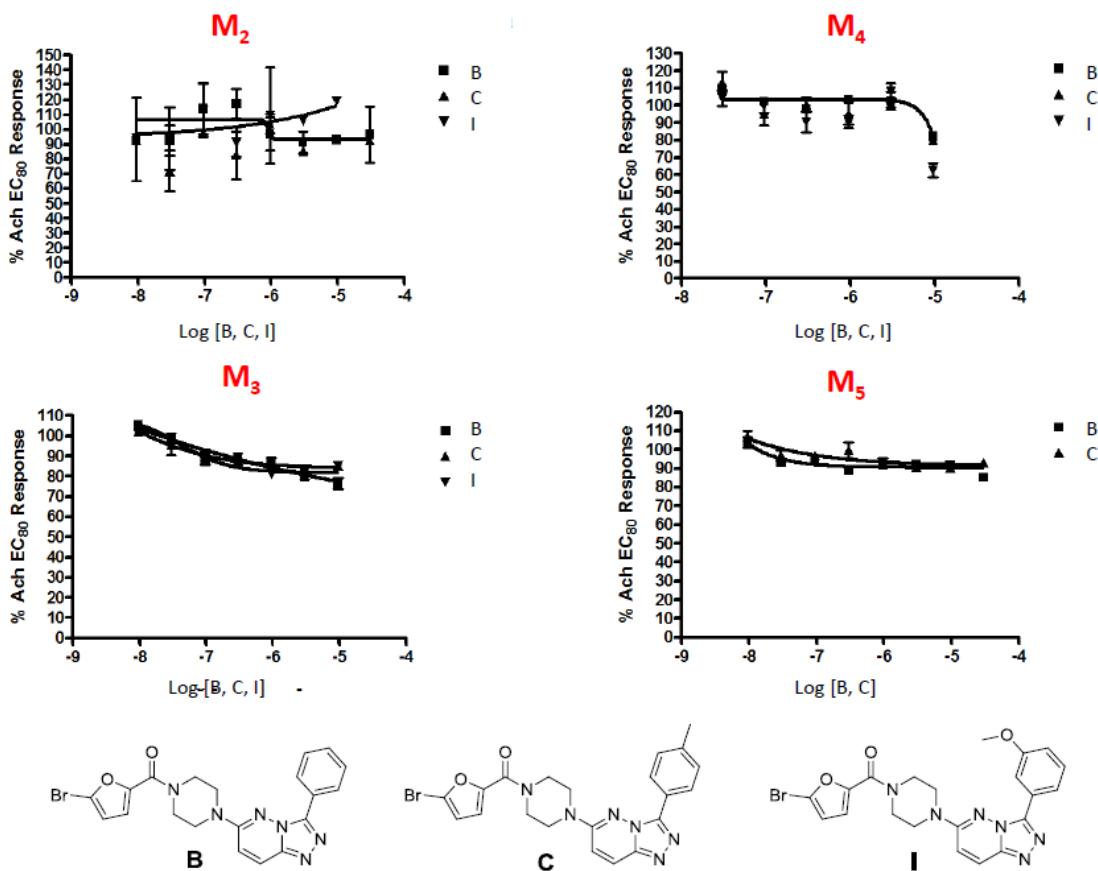 M2
% Ach EC80 Response
150
140
130
120
110
100
90
80
70
60
50
40
30
20
10
0
-9
-8
-7
-6
-5
-4
Log [B, C, I]
B
C
I
M4
% Ach EC80 Response
130
120
110
100
90
80
70
60
50
40
30
20
10
0
-8
-7
-6
-5
-4
Log [B, C, I]
B
C
I
M3
% Ach EC80 Response
110
100
90
80
70
60
50
40
30
20
10
0
-9
-8
-7
-6
-5
-4
Log [B, C, I]
B
C
I
M5
% Ach EC80 Response
120
110
100
90
80
70
60
50
40
30
20
10
0
-9
-8
-7
-6
-5
-4
Log [B, C]
B
C
Br
O
O
N
N
N
N
N
N
B
Br
O
O
N
N
N
N
N
N
C
Br
O
O
N
N
N
N
N
N
O
I